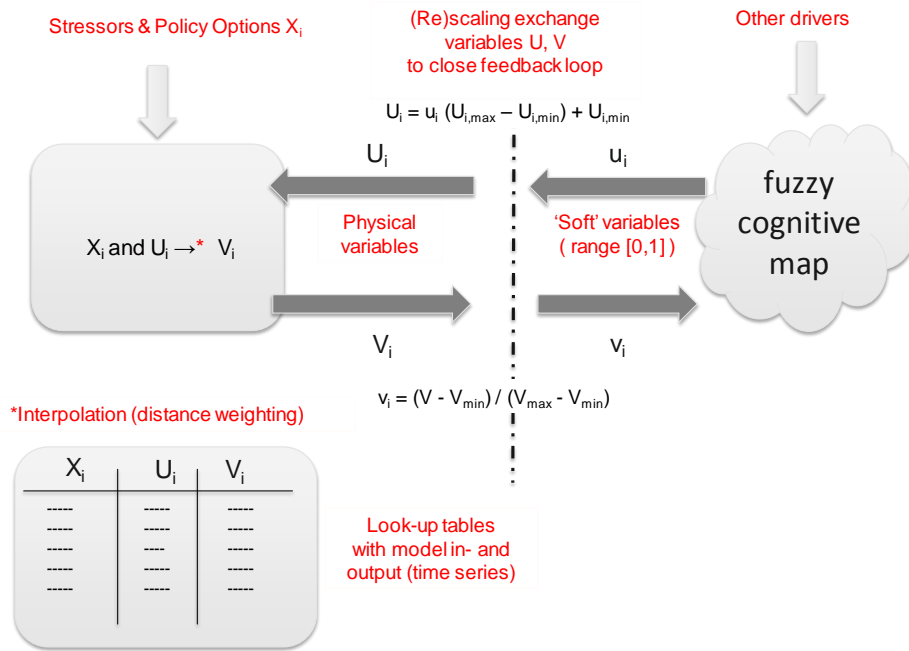 Stressors & Policy Options Xi
(Re)scaling exchange
variables U, V
to close feedback loop
Other drivers
Ui = ui (Ui,max – Ui,min) + Ui,min
Ui
ui
fuzzy
cognitive
map
Physical
variables
'Soft' variables
( range [0,1] )
Xi and Ui →* Vi
Vi
vi
vi = (V - Vmin) / (Vmax - Vmin)
*Interpolation (distance weighting)
Xi Ui Vi
----- ----- -----
----- ----- -----
----- ---- -----
----- ----- -----
----- ----- -----
Look-up tables
with model in- and
output (time series)